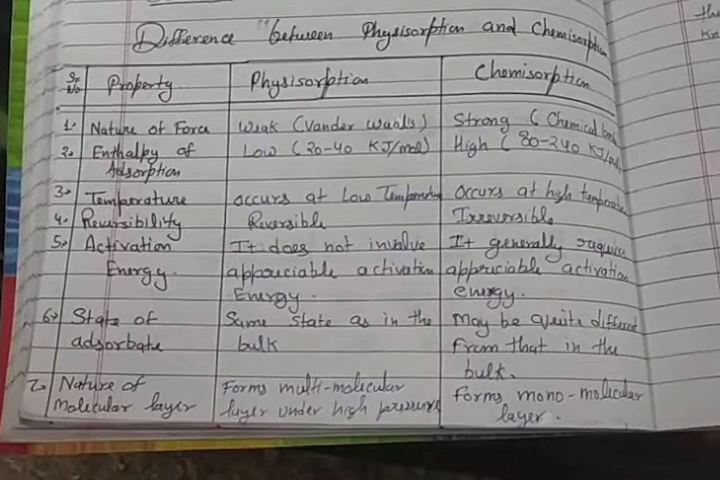 Difference between Physisorption and Chemisorption
Sr. No Property Physisorption Chemisorption
1. Nature of Force Weak (Vander waals) Strong (Chemical
2. Enthalpy of Adsorption Low (20-40 KJ/mol) High (80-240 KJ/
3. Temperature occurs at Low Temperature Occurs at high temperature
4. Reversibility Reversible Irreversible
5. Activation It does not involve It generally require
Energy. appreciable activation appreciable activation
Energy. energy.
6. State of Same state as in the May be quite different
adsorbate bulk from that in the
bulk.
7. Nature of Forms multi-molecular forms mono-molecular
Molecular layer layer under high pressure layer.